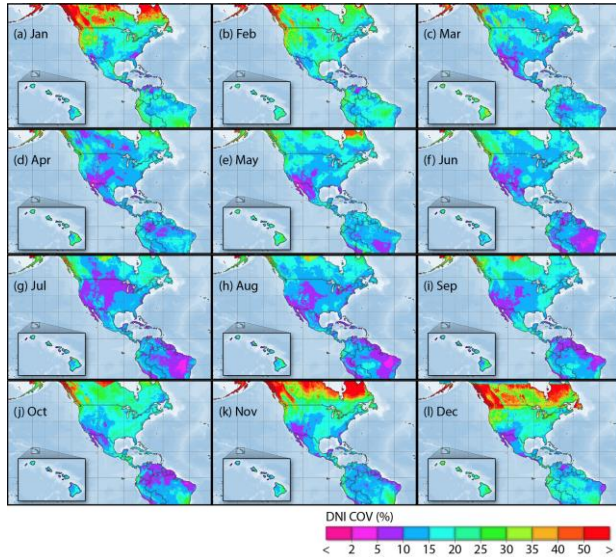 (a) Jan
(b) Feb
(c) Mar
(d) Apr
(e) May
(f) Jun
(g) Jul
(h) Aug
(i) Sep
(j) Oct
(k) Nov
(l) Dec
DNI COV (%)
< 2 5 10 15 20 25 30 35 40 50 >